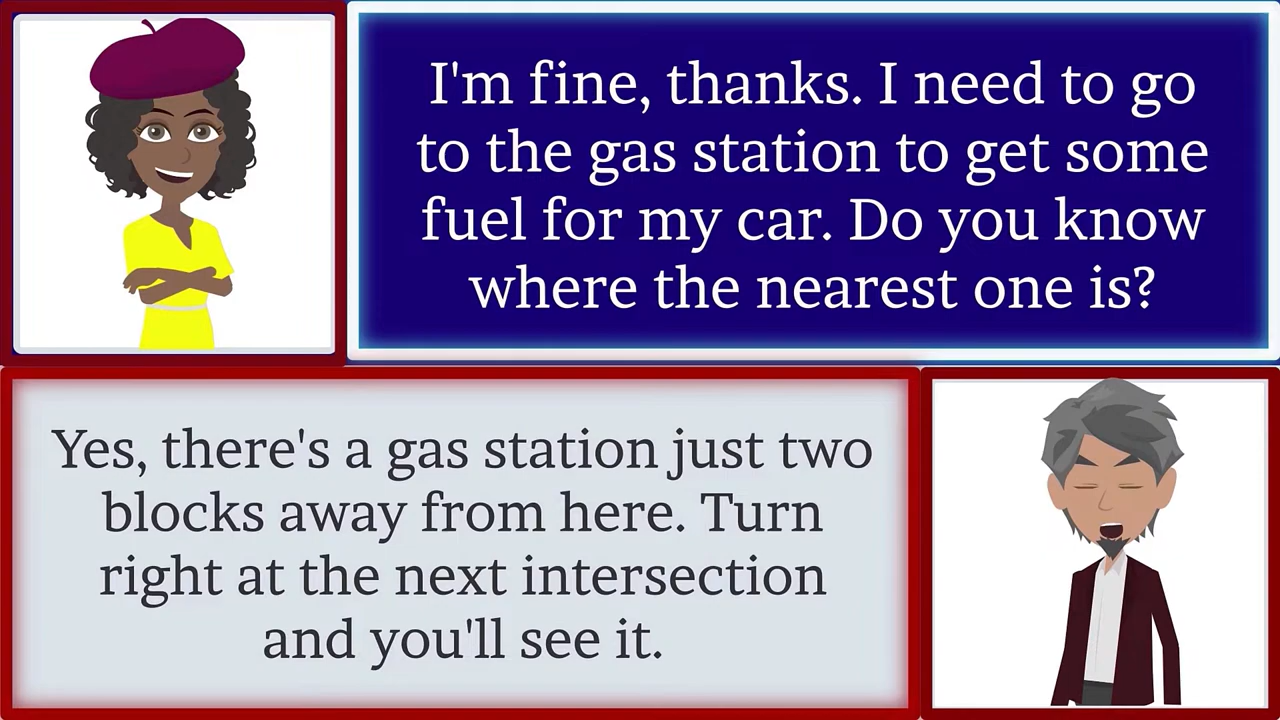 I'm fine, thanks. I need to go
to the gas station to get some
fuel for my car. Do you know
where the nearest one is?
Yes, there's a gas station just two
blocks away from here. Turn
right at the next intersection
and you'll see it.